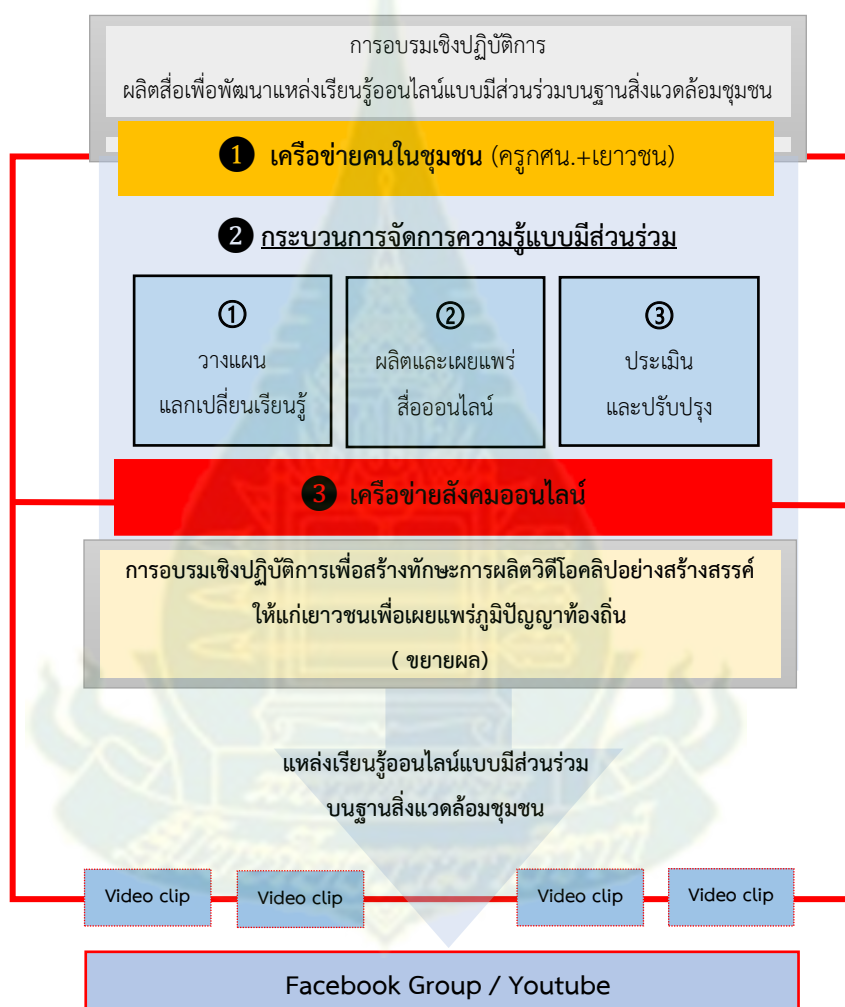 การอบรมเชิงปฏิบัติการ
ผลิตสื่อเพื่อพัฒนาแหล่งเรียนรู้ออนไลน์แบบมีส่วนร่วมบนฐานสิ่งแวดล้อมชุมชน
❶ เครือข่ายคนในชุมชน (ครูกศน.+เยาวชน)
❷ กระบวนการจัดการความรู้แบบมีส่วนร่วม
①
วางแผน
แลกเปลี่ยนเรียนรู้
②
ผลิตและเผยแพร่
สื่อออนไลน์
③
ประเมิน
และปรับปรุง
❸ เครือข่ายสังคมออนไลน์
การอบรมเชิงปฏิบัติการเพื่อสร้างทักษะการผลิตวิดีโอคลิปอย่างสร้างสรรค์
ให้แก่เยาวชนเพื่อเผยแพร่ภูมิปัญญาท้องถิ่น
( ขยายผล)
แหล่งเรียนรู้ออนไลน์แบบมีส่วนร่วม
บนฐานสิ่งแวดล้อมชุมชน
Video clip
Video clip
Video clip
Video clip
Facebook Group / Youtube